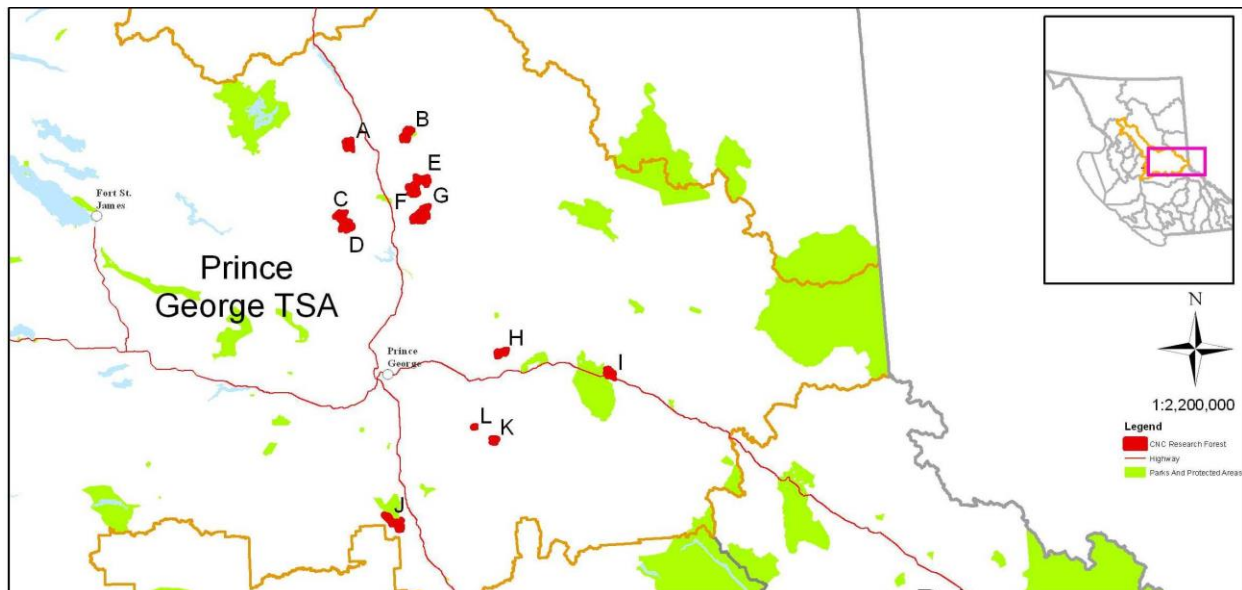 B
A
E
F
G
C
D
Fort St.
James
Prince
George TSA
N
1:2,200,000
Legend
CNC Research Forest
Highway
Parks And Protected Areas
Prince
George
H
I
L
K
J